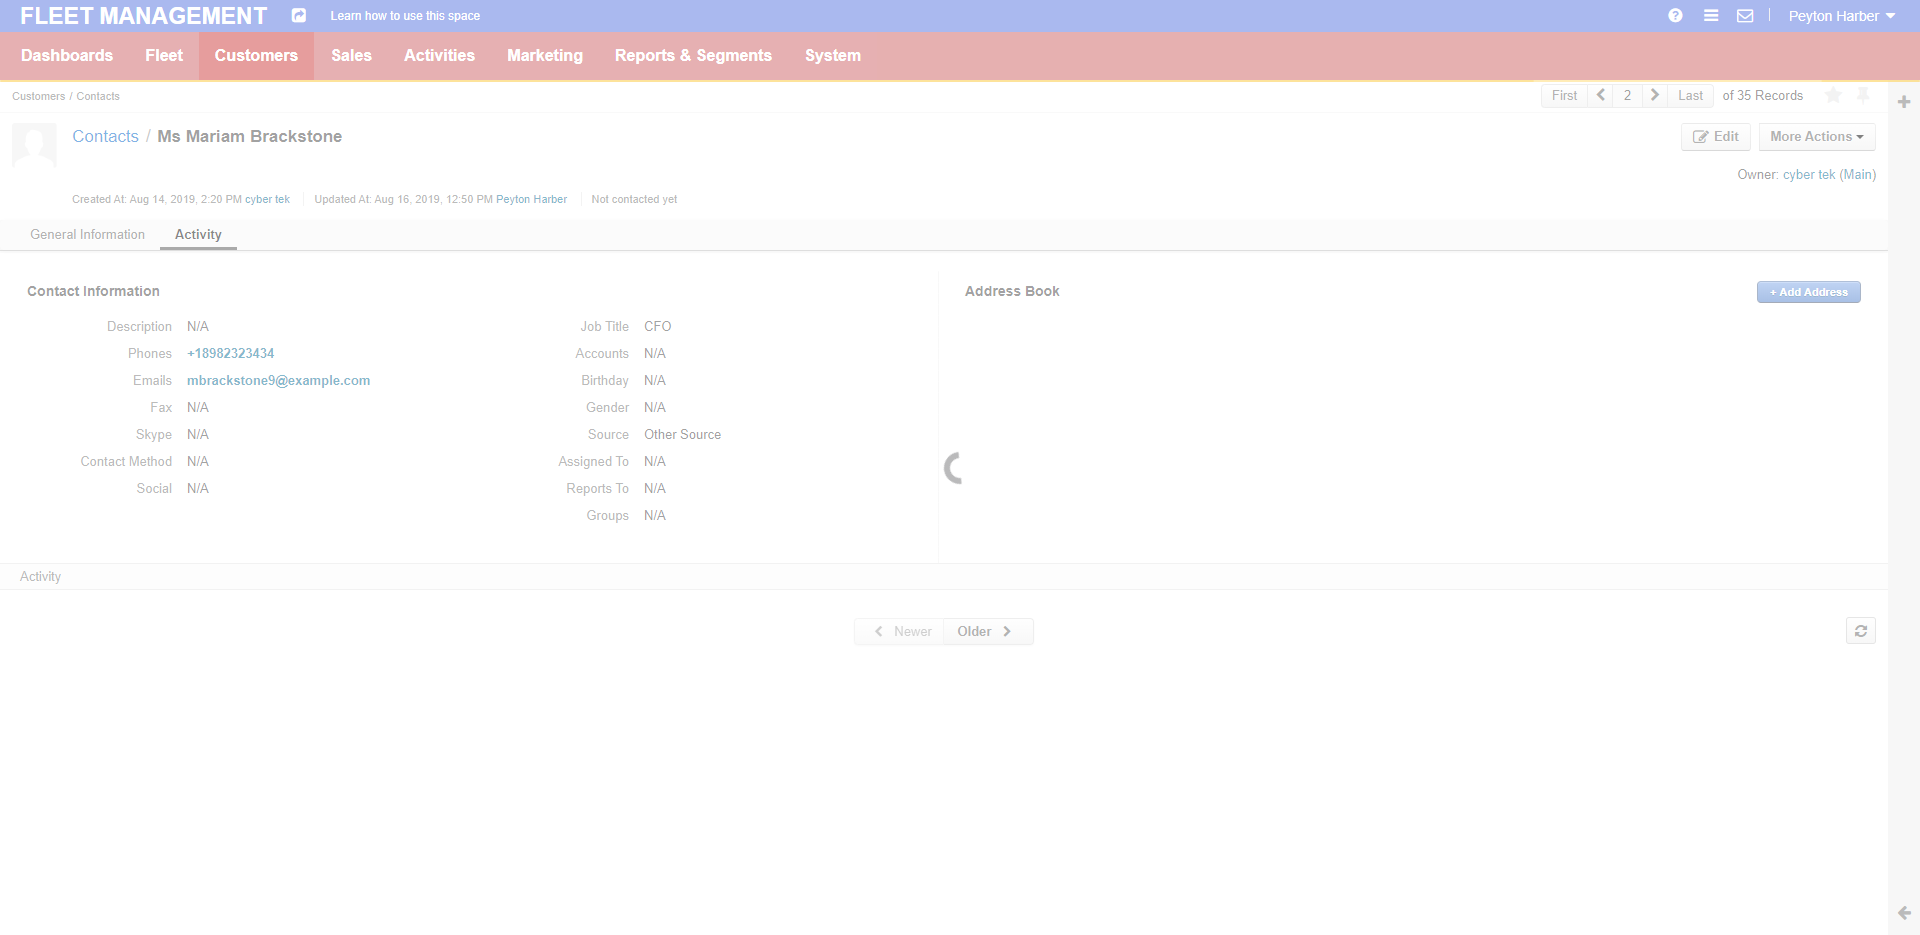 FLEET MANAGEMENT Learn how to use this space Peyton Harber
Dashboards Fleet Customers Sales Activities Marketing Reports & Segments System
Customers / Contacts First 2 Last of 35 Records
Contacts / Ms Mariam Brackstone Edit More Actions
Owner: cyber tek (Main)
Created At: Aug 14, 2019, 2:20 PM cyber tek Updated At: Aug 16, 2019, 12:50 PM Peyton Harber Not contacted yet
General Information Activity
Contact Information
Description N/A
Phones +18982323434
Emails mbrackstone9@example.com
Fax N/A
Skype N/A
Contact Method N/A
Social N/A
Job Title CFO
Accounts N/A
Birthday N/A
Gender N/A
Source Other Source
Assigned To N/A
Reports To N/A
Groups N/A
Address Book + Add Address
Activity
Newer Older